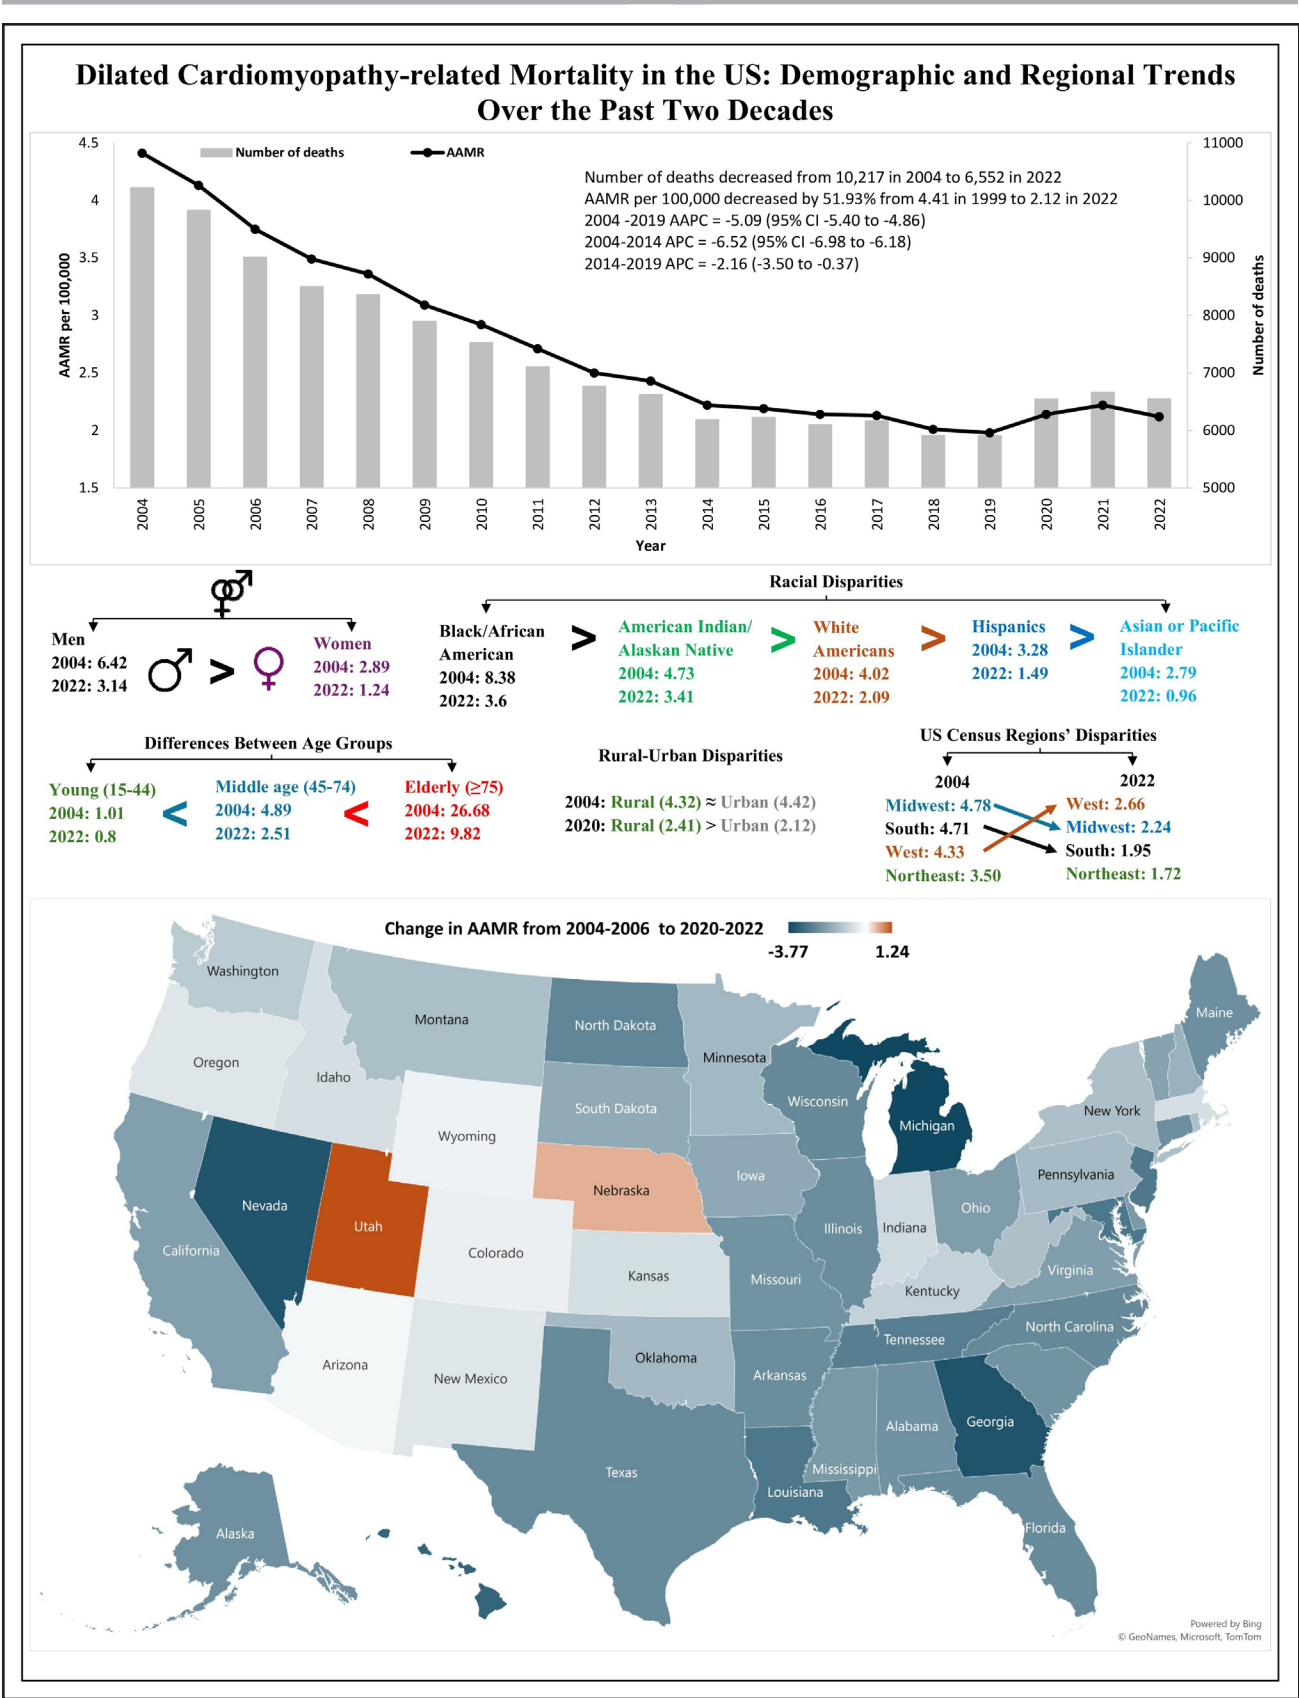 Dilated Cardiomyopathy-related Mortality in the US: Demographic and Regional Trends
Over the Past Two Decades
4.5
4
3.5
3
2.5
2
1.5
AAMR per 100,000
Number of deaths
AAMR
Number of deaths decreased from 10,217 in 2004 to 6,552 in 2022
AAMR per 100,000 decreased by 51.93% from 4.41 in 1999 to 2.12 in 2022
2004 -2019 AAPC = -5.09 (95% CI -5.40 to -4.86)
2004-2014 APC = -6.52 (95% CI -6.98 to -6.18)
2014-2019 APC = -2.16 (-3.50 to -0.37)
11000
10000
9000
8000
7000
6000
5000
Number of deaths
2004
2005
2006
2007
2008
2009
2010
2011
2012
2013
2014
2015
2016
2017
2018
2019
2020
2021
2022
Year
Men
2004: 6.42
2022: 3.14
>
Women
2004: 2.89
2022: 1.24
Racial Disparities
Black/African
American
2004: 8.38
2022: 3.6
>
American Indian/
Alaskan Native
2004: 4.73
2022: 3.41
>
White
Americans
2004: 4.02
2022: 2.09
>
Hispanics
2004: 3.28
2022: 1.49
>
Asian or Pacific
Islander
2004: 2.79
2022: 0.96
Differences Between Age Groups
Young (15-44)
2004: 1.01
2022: 0.8
<
Middle age (45-74)
2004: 4.89
2022: 2.51
<
Elderly (≥75)
2004: 26.68
2022: 9.82
Rural-Urban Disparities
2004: Rural (4.32) ≈ Urban (4.42)
2020: Rural (2.41) > Urban (2.12)
US Census Regions' Disparities
2004
Midwest: 4.78
South: 4.71
West: 4.33
Northeast: 3.50
2022
West: 2.66
Midwest: 2.24
South: 1.95
Northeast: 1.72
Change in AAMR from 2004-2006 to 2020-2022
-3.77
1.24
Washington
Montana
North Dakota
Minnesota
Maine
Oregon
Idaho
Wisconsin
South Dakota
New York
Michigan
Wyoming
Pennsylvania
Iowa
Nebraska
Nevada
Ohio
Utah
Illinois
Indiana
California
Colorado
Virginia
Kansas
Missouri
Kentucky
North Carolina
Tennessee
Oklahoma
Arizona
New Mexico
Arkansas
Georgia
Alabama
Mississippi
Texas
Louisiana
Florida
Alaska
Powered by Bing
© GeoNames, Microsoft, TomTom